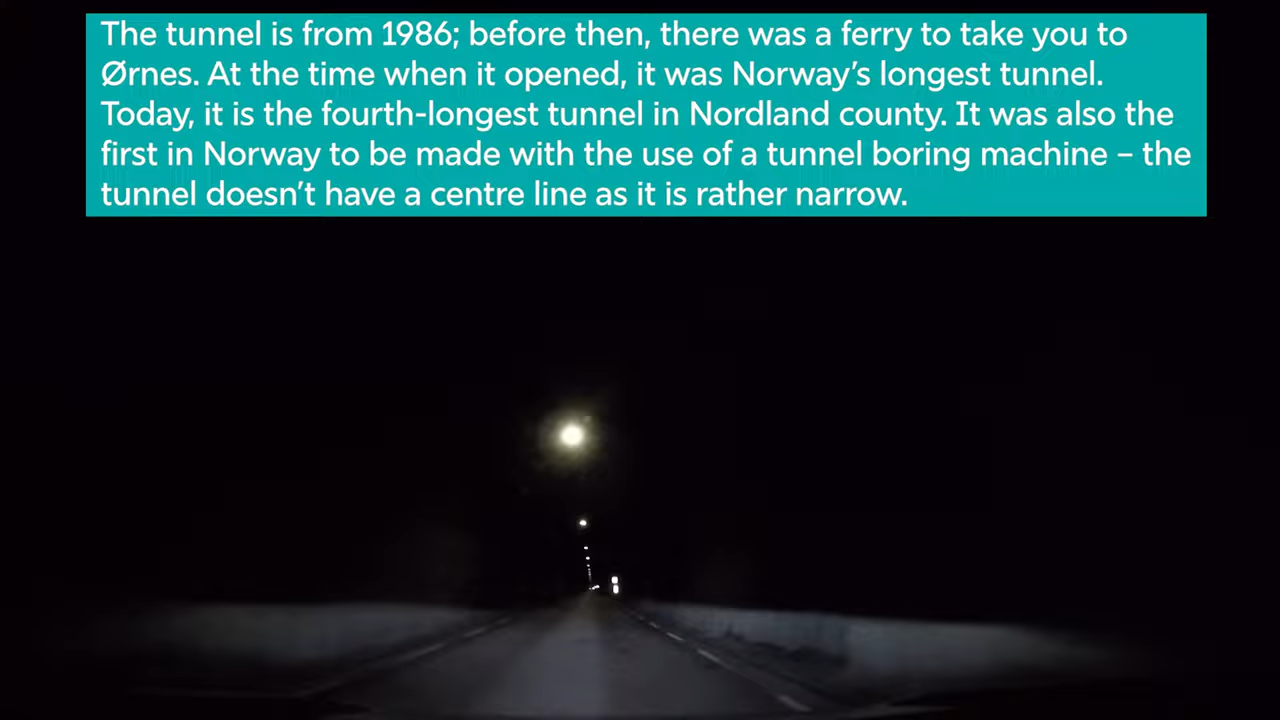 The tunnel is from 1986; before then, there was a ferry to take you to
Ørnes. At the time when it opened, it was Norway’s longest tunnel.
Today, it is the fourth-longest tunnel in Nordland county. It was also the
first in Norway to be made with the use of a tunnel boring machine – the
tunnel doesn’t have a centre line as it is rather narrow.